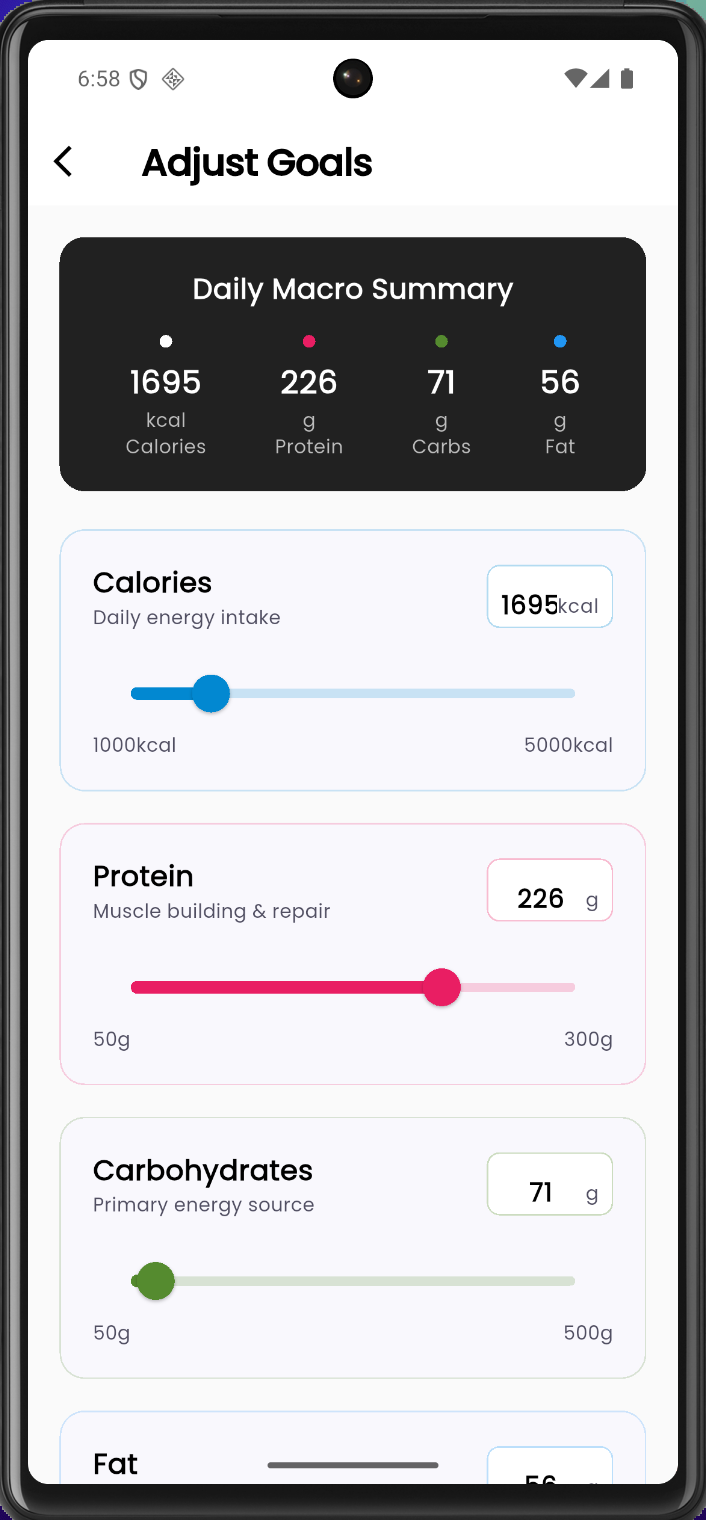 6:58
Adjust Goals
Daily Macro Summary
1695 226 71 56
kcal g g g
Calories Protein Carbs Fat
Calories
Daily energy intake
1695kcal
1000kcal 5000kcal
Protein
Muscle building & repair
226 g
50g 300g
Carbohydrates
Primary energy source
71 g
50g 500g
Fat
56